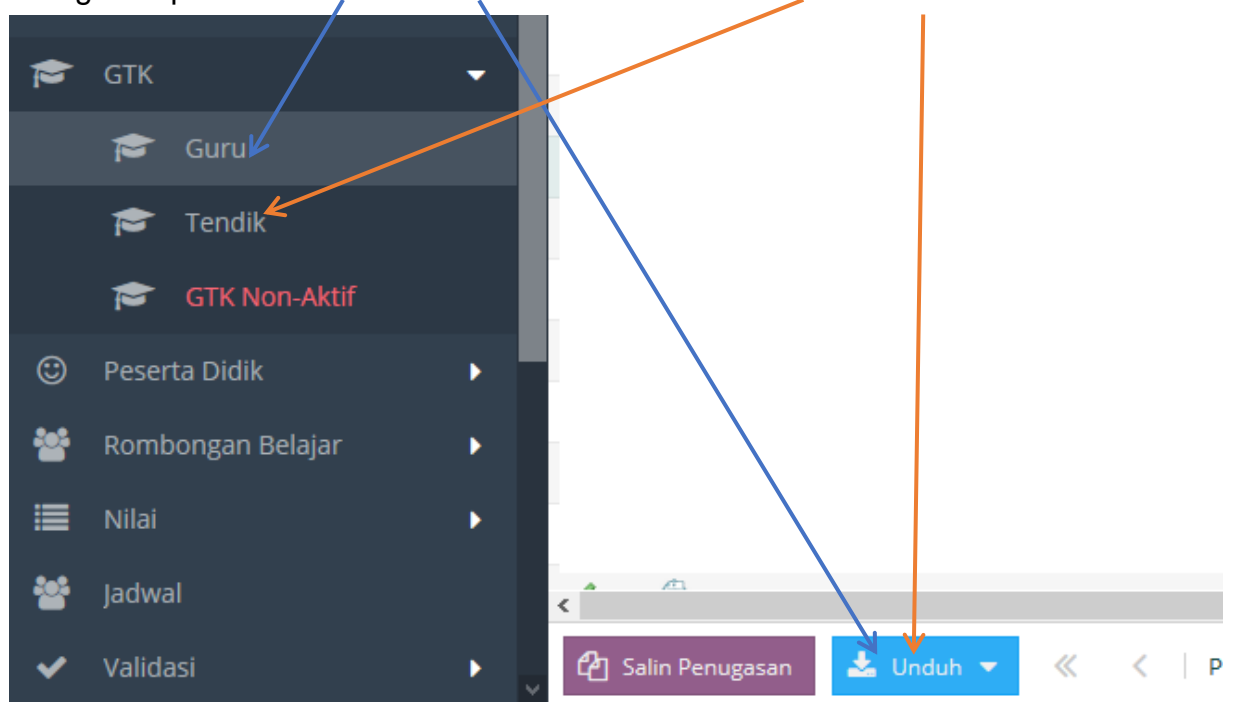 GTK
Guru
Tendik
GTK Non-Aktif
Peserta Didik
Rombongan Belajar
Nilai
Jadwal
Validasi
Salin Penugasan
Unduh
P